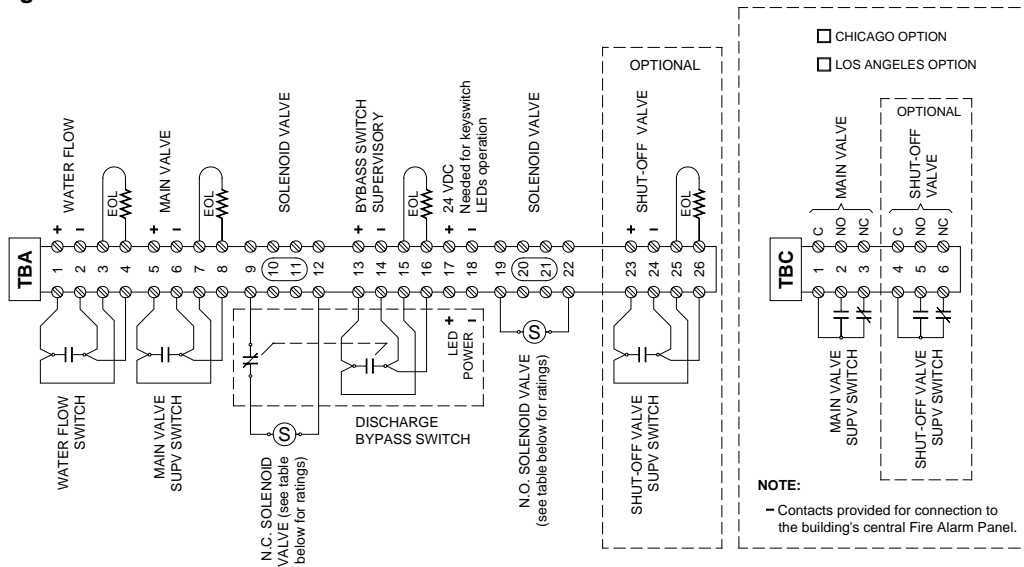 CHICAGO OPTION
LOS ANGELES OPTION
OPTIONAL
OPTIONAL
WATER FLOW
MAIN VALVE
SOLENOID VALVE
BYBASS SWITCH
SUPERVISORY
24 VDC
Needed for keyswitch
LEDs operation
SOLENOID VALVE
SHUT-OFF VALVE
MAIN VALVE
SHUT-OFF
VALVE
EOL
EOL
EOL
EOL
+ − + − + − + − + −
C NO NC C NO NC
TBA
1 2 3 4 5 6 7 8 9 10 11 12 13 14 15 16 17 18 19 20 21 22 23 24 25 26
TBC
1 2 3 4 5 6
WATER FLOW
SWITCH
MAIN VALVE
SUPV SWITCH
S
N.C. SOLENOID
VALVE (see table
below for ratings)
LED +
POWER −
DISCHARGE
BYPASS SWITCH
S
N.O. SOLENOID VALVE
(see table below for ratings)
SHUT-OFF VALVE
SUPV SWITCH
MAIN VALVE
SUPV SWITCH
SHUT-OFF VALVE
SUPV SWITCH
NOTE:
– Contacts provided for connection to
the building's central Fire Alarm Panel.